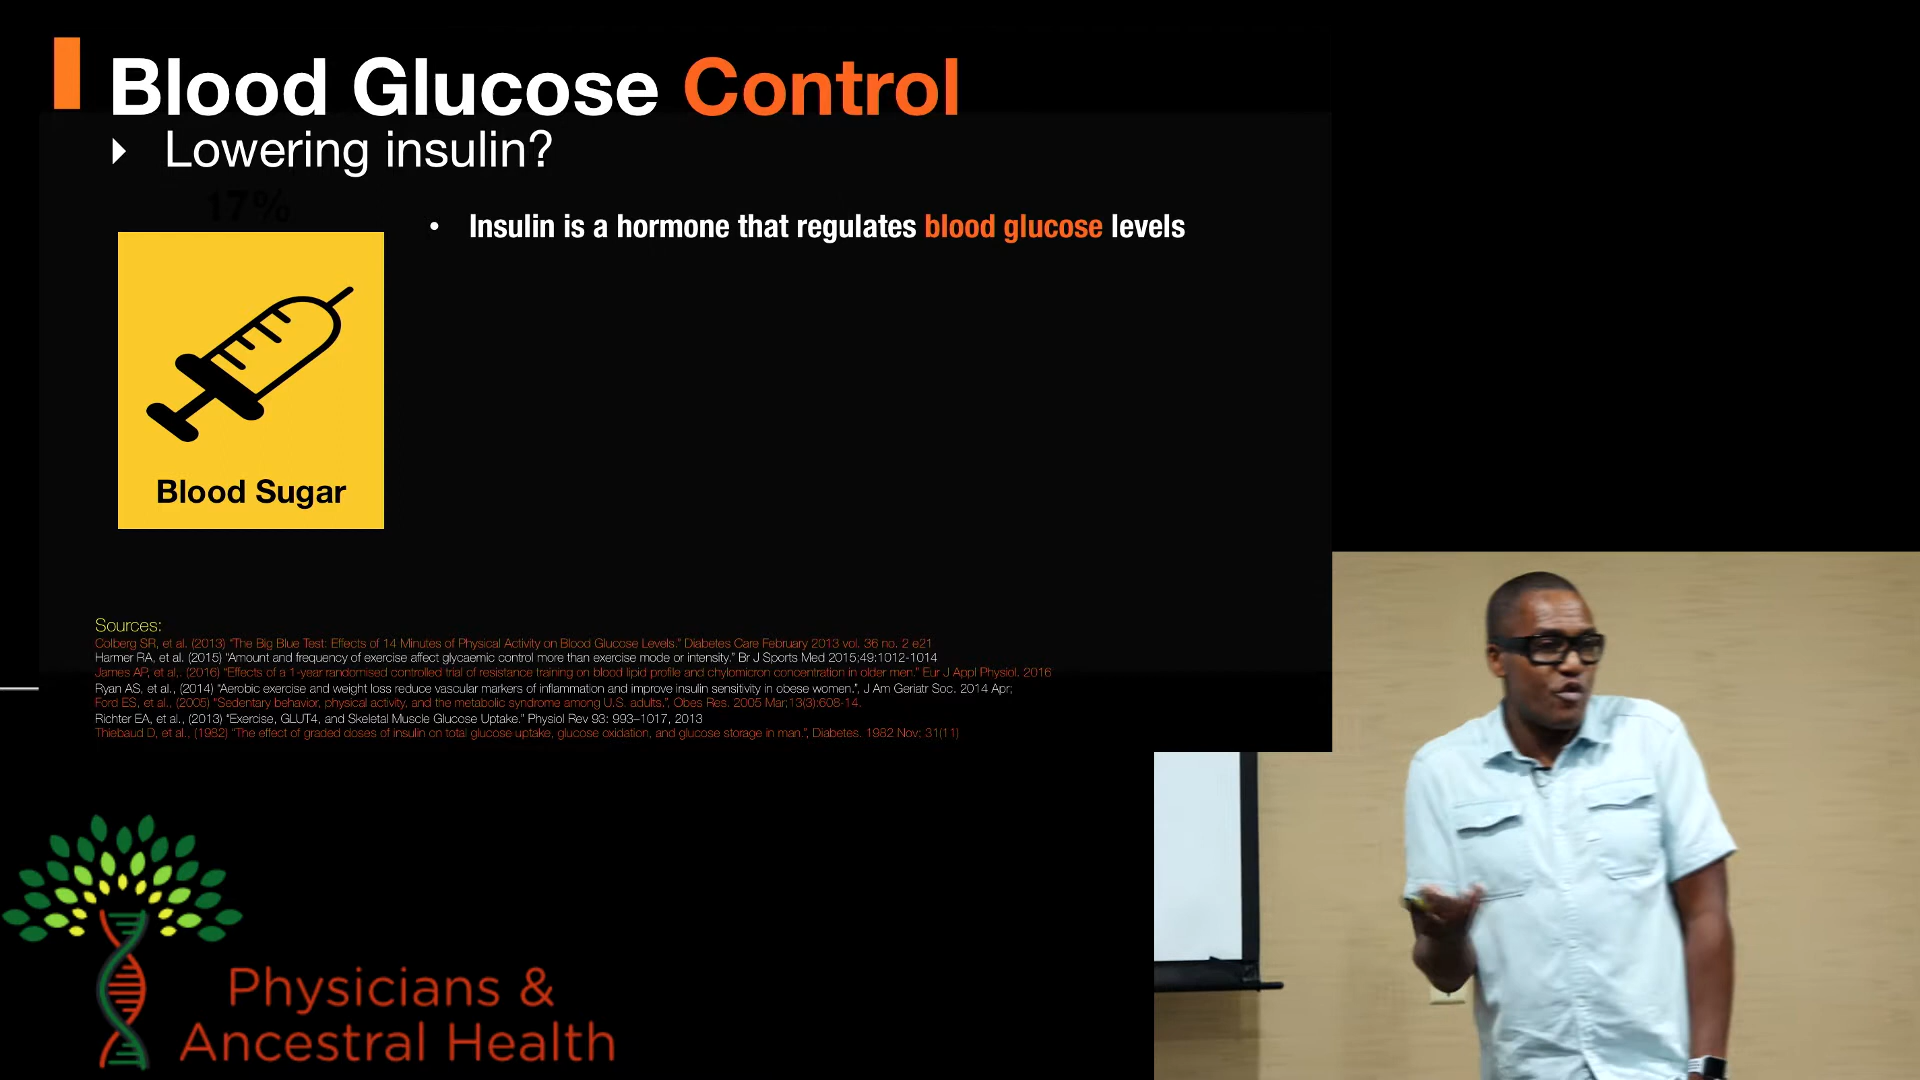 Blood Glucose Control
Lowering insulin?
17%
• Insulin is a hormone that regulates blood glucose levels
Blood Sugar
Sources:
Colberg SR, et al. (2013) “The Big Blue Test: Effects of 14 Minutes of Physical Activity on Blood Glucose Levels.” Diabetes Care February 2013 vol. 36 no. 2 e21
Harmer RA, et al. (2015) “Amount and frequency of exercise affect glycaemic control more than exercise mode or intensity.” Br J Sports Med 2015;49:1012-1014
James AP, et al., (2016) “Effects of a 1-year randomised controlled trial of resistance training on blood lipid profile and chylomicron concentration in older men.” Eur J Appl Physiol. 2016
Ryan AS, et al., (2014) “Aerobic exercise and weight loss reduce vascular markers of inflammation and improve insulin sensitivity in obese women.”, J Am Geriatr Soc. 2014 Apr;
Ford ES, et al., (2005) “Sedentary behavior, physical activity, and the metabolic syndrome among U.S. adults.”, Obes Res. 2005 Mar;13(3):608-14.
Richter EA, et al., (2013) “Exercise, GLUT4, and Skeletal Muscle Glucose Uptake.” Physiol Rev 93: 993–1017, 2013
Thiebaud D, et al., (1982) “The effect of graded doses of insulin on total glucose uptake, glucose oxidation, and glucose storage in man.”, Diabetes. 1982 Nov; 31(11)
Physicians &
Ancestral Health